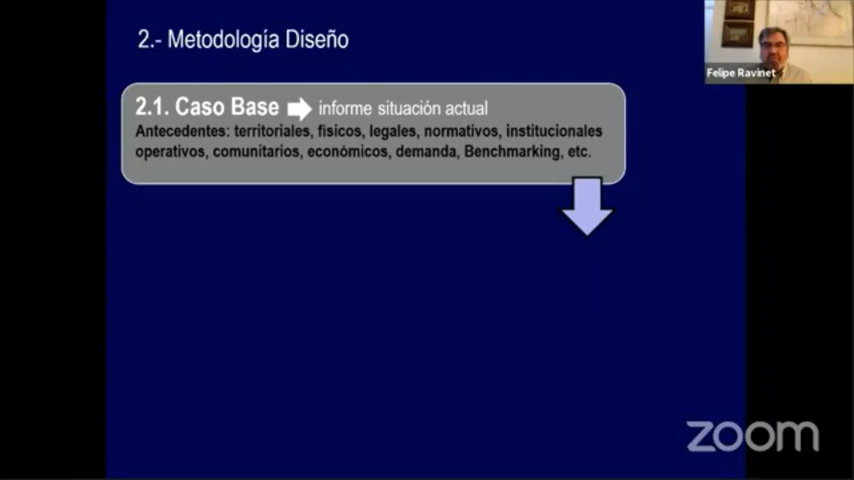 2.- Metodología Diseño
Felipe Ravinet
2.1. Caso Base informe situación actual
Antecedentes: territoriales, físicos, legales, normativos, institucionales
operativos, comunitarios, económicos, demanda, Benchmarking, etc.
zoom